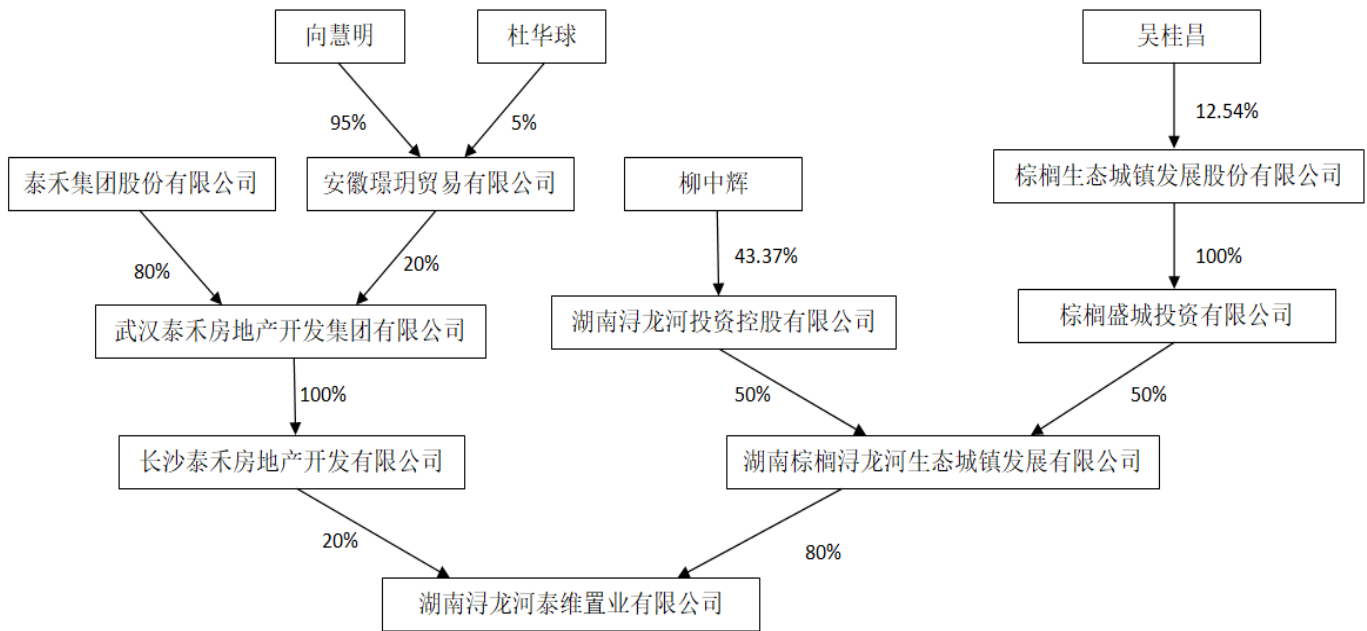 向慧明
杜华球
吴桂昌
95%
5%
12.54%
泰禾集团股份有限公司
安徽璟玥贸易有限公司
柳中辉
棕榈生态城镇发展股份有限公司
80%
20%
43.37%
100%
武汉泰禾房地产开发集团有限公司
湖南浔龙河投资控股有限公司
棕榈盛城投资有限公司
100%
50%
50%
长沙泰禾房地产开发有限公司
湖南棕榈浔龙河生态城镇发展有限公司
20%
80%
湖南浔龙河泰维置业有限公司